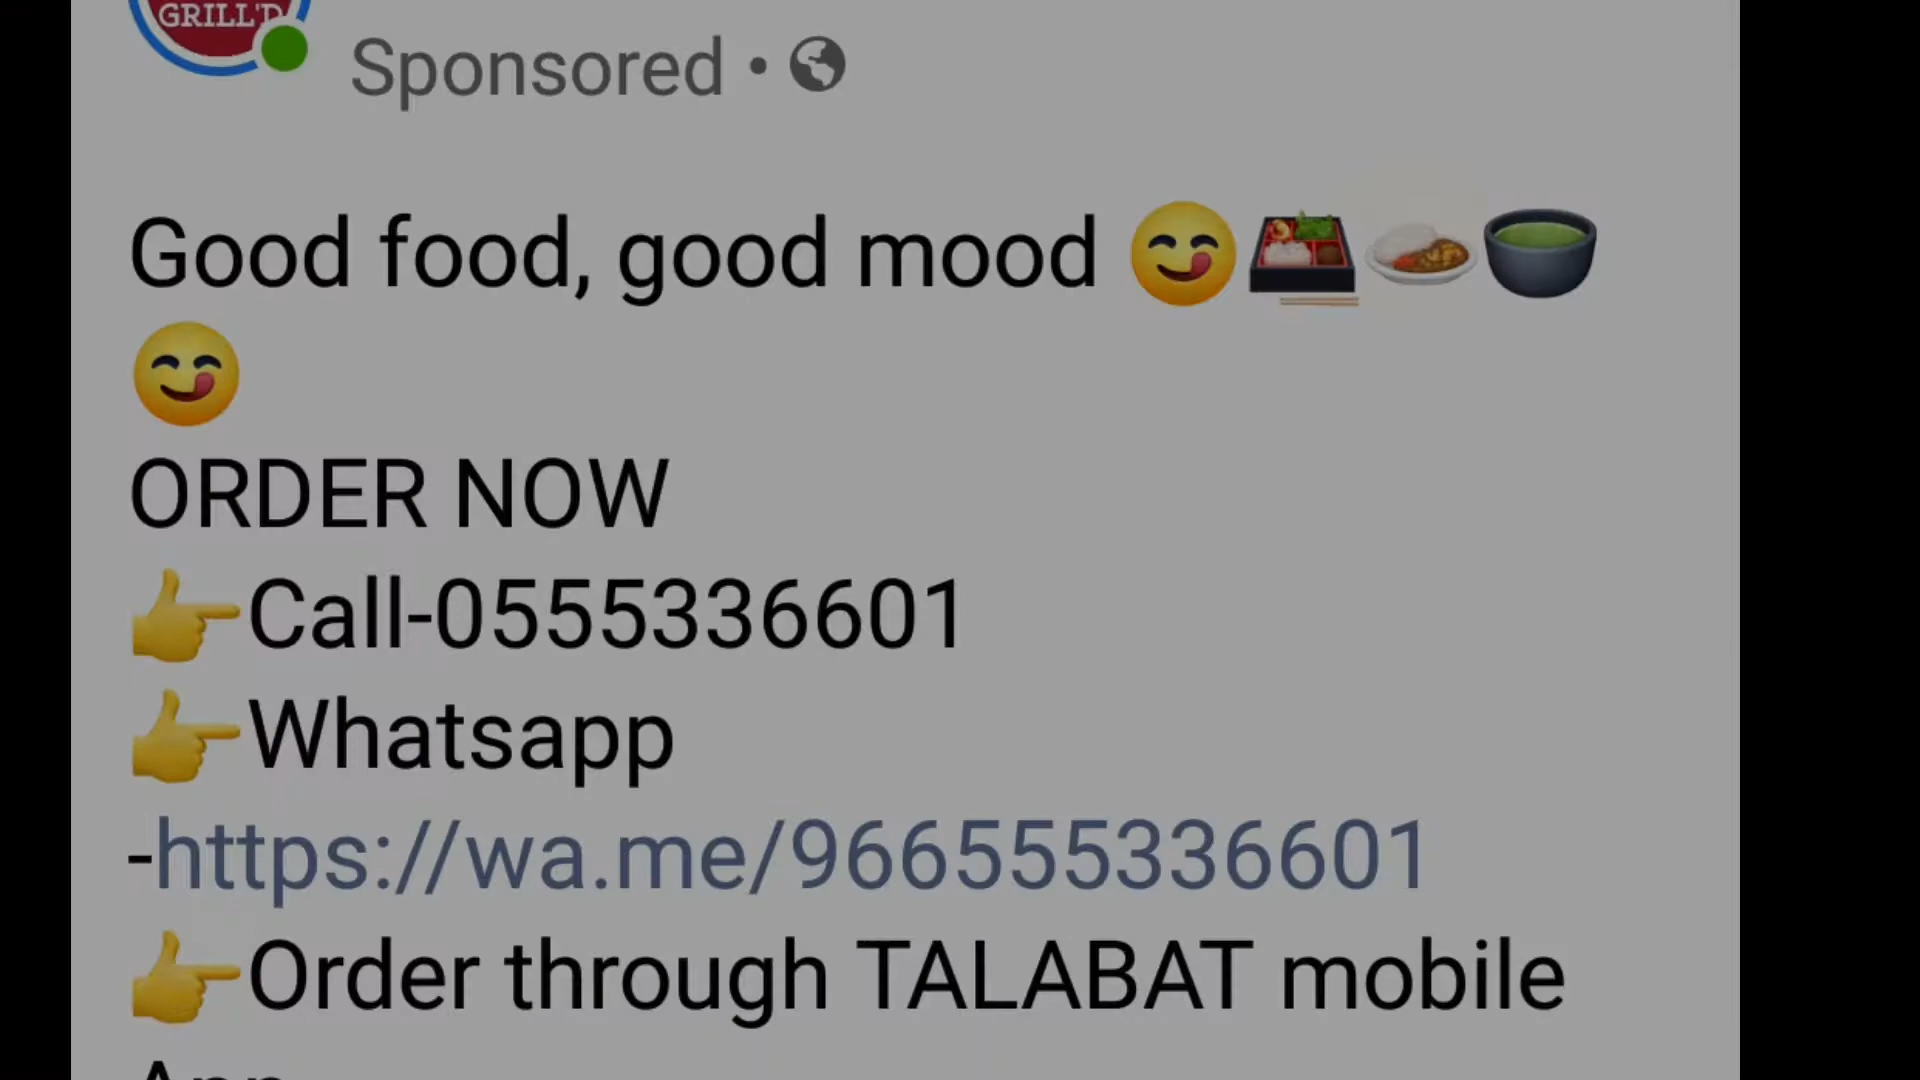 GRILL'D
Sponsored •
Good food, good mood 😋🍱🍛🍵
😋
ORDER NOW
👉Call-0555336601
👉Whatsapp
-https://wa.me/966555336601
👉Order through TALABAT mobile
App